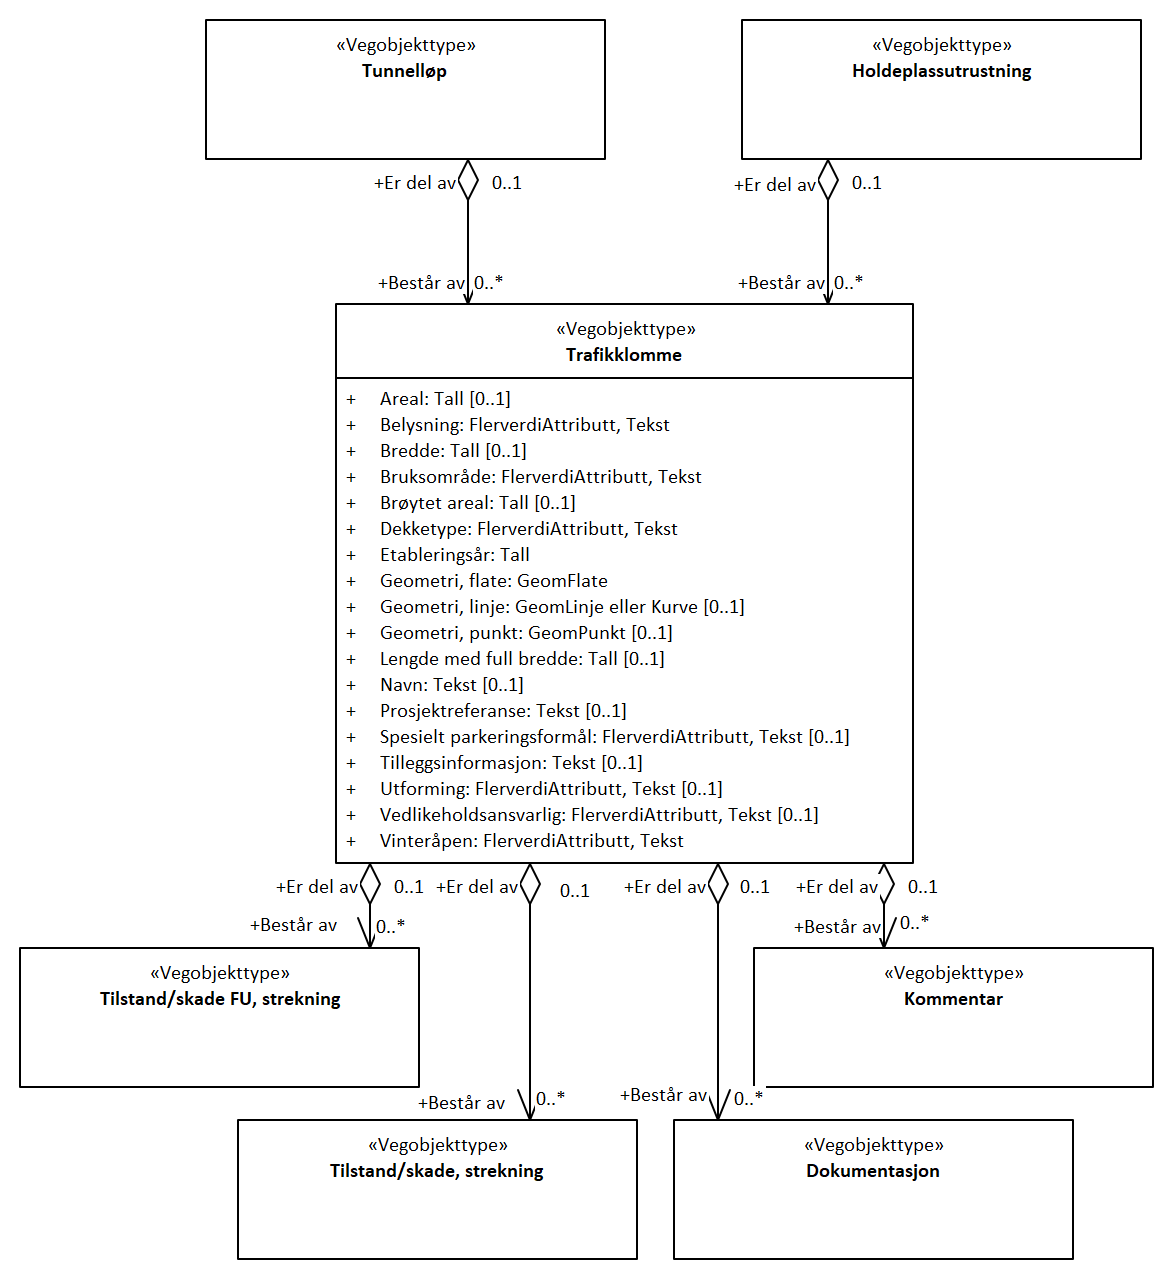 «Vegobjekttype»
Tunnelløp
«Vegobjekttype»
Holdeplassutrustning
+Er del av 0..1
+Er del av 0..1
+Består av 0..*
+Består av 0..*
«Vegobjekttype»
Trafikklomme
+ Areal: Tall [0..1]
+ Belysning: FlerverdiAttributt, Tekst
+ Bredde: Tall [0..1]
+ Bruksområde: FlerverdiAttributt, Tekst
+ Brøytet areal: Tall [0..1]
+ Dekketype: FlerverdiAttributt, Tekst
+ Etableringsår: Tall
+ Geometri, flate: GeomFlate
+ Geometri, linje: GeomLinje eller Kurve [0..1]
+ Geometri, punkt: GeomPunkt [0..1]
+ Lengde med full bredde: Tall [0..1]
+ Navn: Tekst [0..1]
+ Prosjektreferanse: Tekst [0..1]
+ Spesielt parkeringsformål: FlerverdiAttributt, Tekst [0..1]
+ Tilleggsinformasjon: Tekst [0..1]
+ Utforming: FlerverdiAttributt, Tekst [0..1]
+ Vedlikeholdsansvarlig: FlerverdiAttributt, Tekst [0..1]
+ Vinteråpen: FlerverdiAttributt, Tekst
+Er del av 0..1
+Er del av 0..1
+Er del av 0..1
+Er del av 0..1
+Består av 0..*
+Består av 0..*
«Vegobjekttype»
Tilstand/skade FU, strekning
«Vegobjekttype»
Kommentar
+Består av 0..*
+Består av 0..*
«Vegobjekttype»
Tilstand/skade, strekning
«Vegobjekttype»
Dokumentasjon